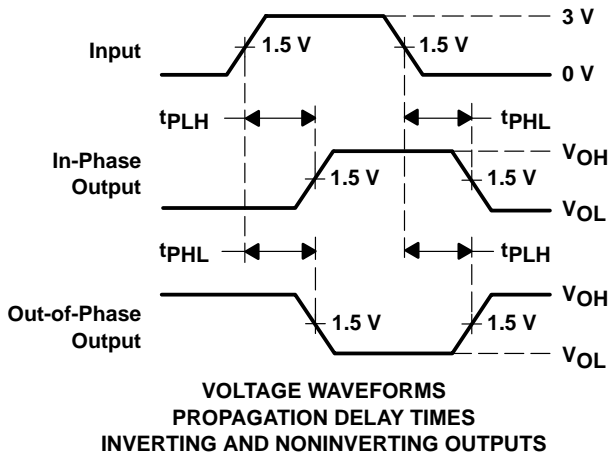 3 V
Input
1.5 V
1.5 V
0 V
tPLH
tPHL
In-Phase
Output
1.5 V
1.5 V
VOH
VOL
tPHL
tPLH
Out-of-Phase
Output
1.5 V
1.5 V
VOH
VOL
VOLTAGE WAVEFORMS
PROPAGATION DELAY TIMES
INVERTING AND NONINVERTING OUTPUTS